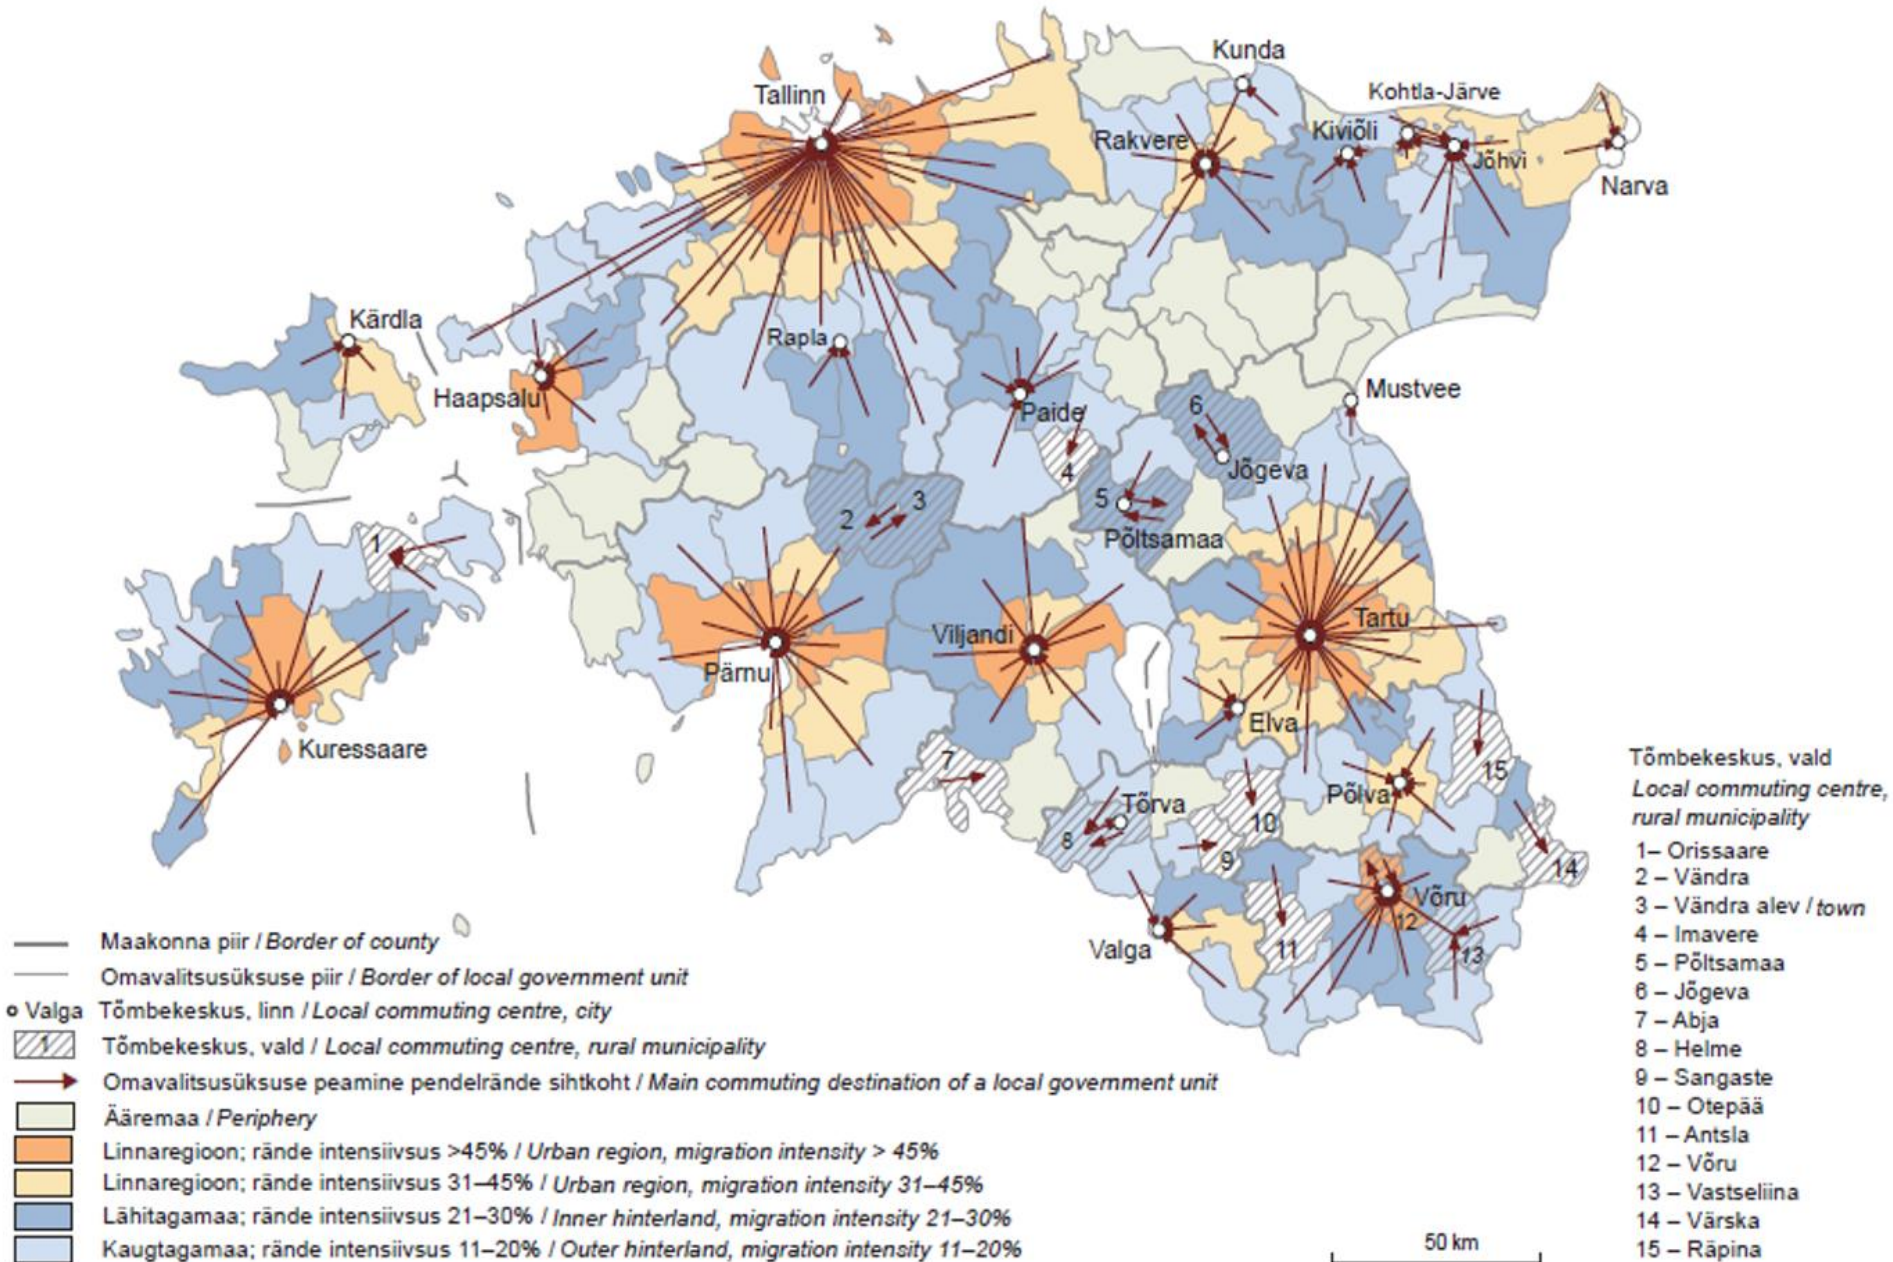 Kunda
Tallinn
Kohtla-Järve
Rakvere
Kiviõli
Jõhvi
Narva
Kärdla
Rapla
Haapsalu
Paide
Mustvee
6
Jõgeva
4
5
2
3
Põltsamaa
1
Viljandi
Tartu
Pärnu
Elva
Kuressaare
7
15
Tõrva
Põlva
8
10
9
14
Võru
12
Valga
11
13
Maakonna piir / Border of county
Omavalitsusüksuse piir / Border of local government unit
Valga Tõmbekeskus, linn / Local commuting centre, city
1 Tõmbekeskus, vald / Local commuting centre, rural municipality
Omavalitsusüksuse peamine pendelrände sihtkoht / Main commuting destination of a local government unit
Ääremaa / Periphery
Linnaregioon; rände intensiivsus >45% / Urban region, migration intensity > 45%
Linnaregioon; rände intensiivsus 31–45% / Urban region, migration intensity 31–45%
Lähitagamaa; rände intensiivsus 21–30% / Inner hinterland, migration intensity 21–30%
Kaugtagamaa; rände intensiivsus 11–20% / Outer hinterland, migration intensity 11–20%
50 km
Tõmbekeskus, vald
Local commuting centre,
rural municipality
1– Orissaare
2 – Vändra
3 – Vändra alev / town
4 – Imavere
5 – Põltsamaa
6 – Jõgeva
7 – Abja
8 – Helme
9 – Sangaste
10 – Otepää
11 – Antsla
12 – Võru
13 – Vastseliina
14 – Värska
15 – Räpina